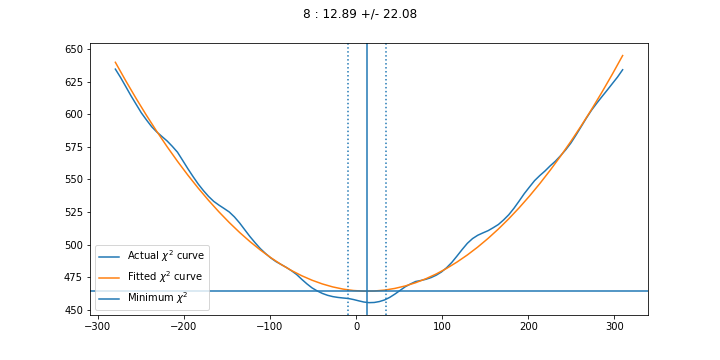 8 : 12.89 +/- 22.08
650
625
600
575
550
525
500
475
450
Actual χ² curve
Fitted χ² curve
Minimum χ²
−300 −200 −100 0 100 200 300